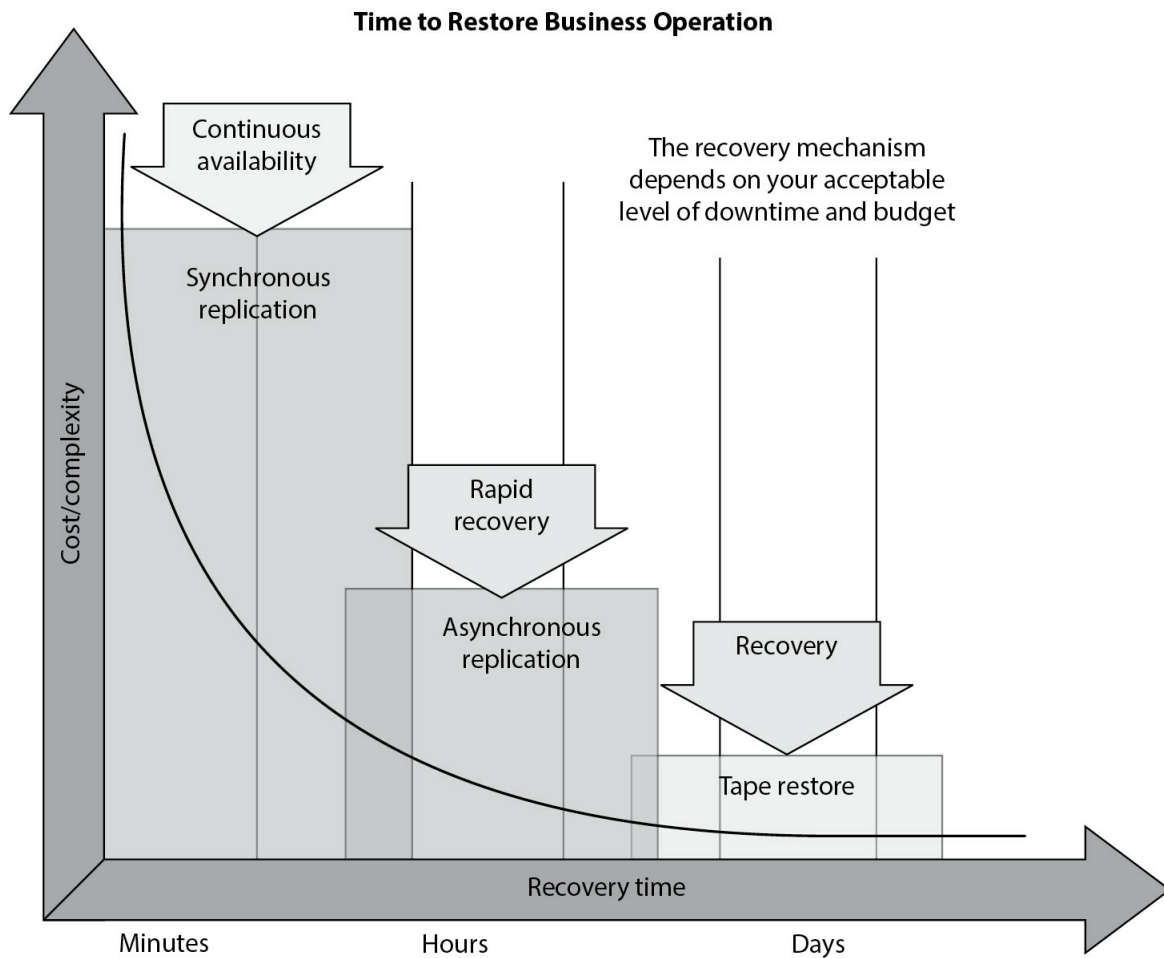 Time to Restore Business Operation
Continuous
availability
The recovery mechanism
depends on your acceptable
level of downtime and budget
Synchronous
replication
Cost/complexity
Rapid
recovery
Asynchronous
replication
Recovery
Tape restore
Recovery time
Minutes
Hours
Days